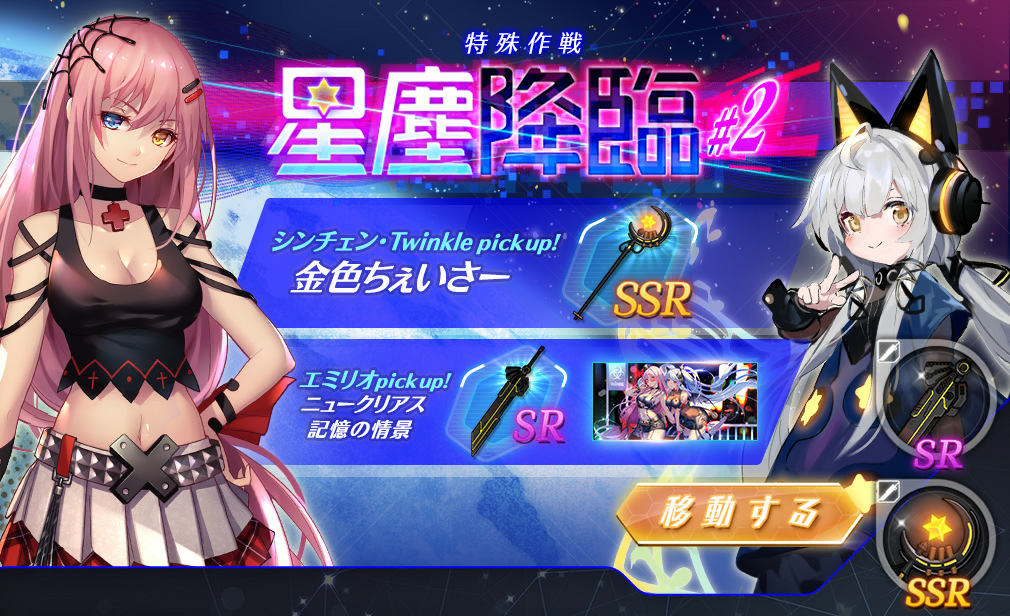 特殊作戦
星塵降臨 #2
シンチェン・Twinkle pick up!
金色ちぇいさー
SSR
エミリオpick up!
ニュークリアス
記憶の情景
SR
SR
移動する
SSR